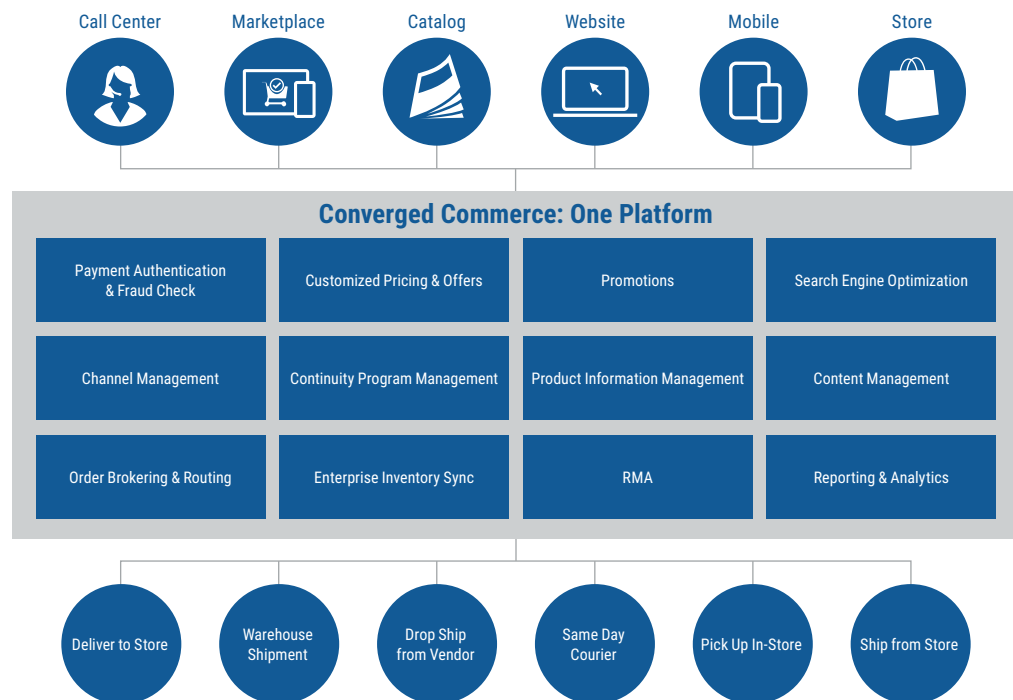 Call Center
Marketplace
Catalog
Website
Mobile
Store
Converged Commerce: One Platform
Payment Authentication
& Fraud Check
Customized Pricing & Offers
Promotions
Search Engine Optimization
Channel Management
Continuity Program Management
Product Information Management
Content Management
Order Brokering & Routing
Enterprise Inventory Sync
RMA
Reporting & Analytics
Deliver to Store
Warehouse
Shipment
Drop Ship
from Vendor
Same Day
Courier
Pick Up In-Store
Ship from Store